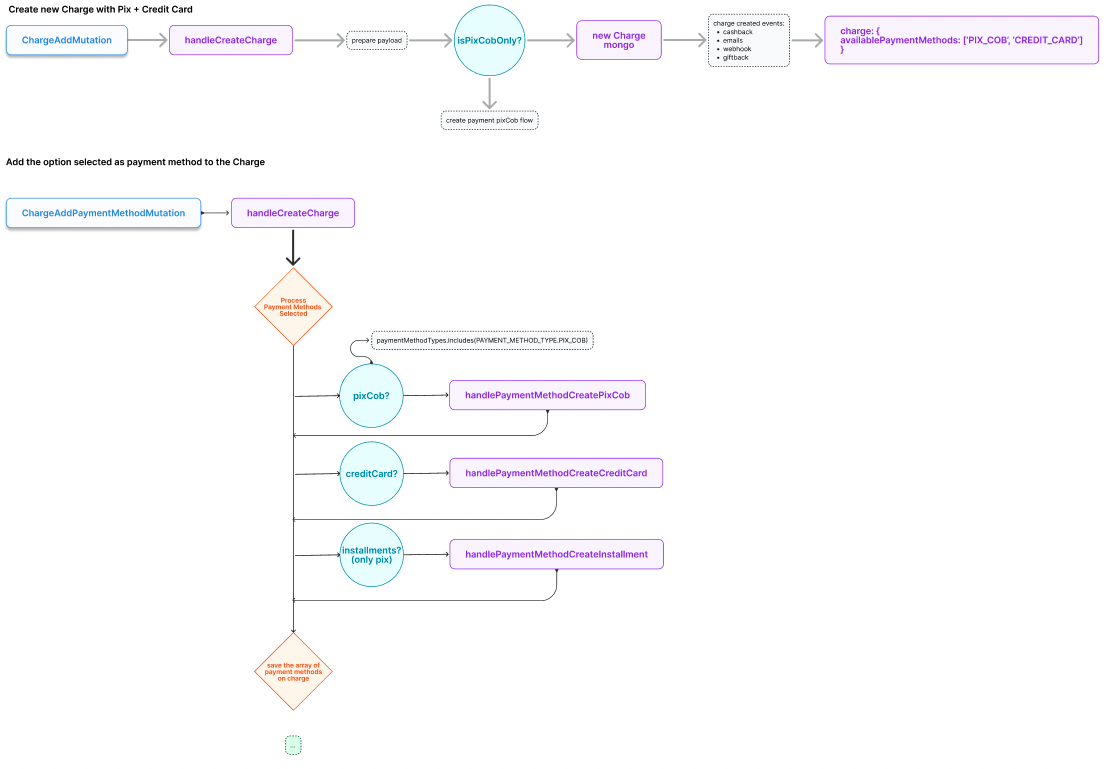 Create new Charge with Pix + Credit Card
ChargeAddMutation
handleCreateCharge
prepare payload
isPixCobOnly?
new Charge
mongo
charge created events:
• cashback
• emails
• webhook
• giftback
charge: {
availablePaymentMethods: ['PIX_COB', 'CREDIT_CARD']
}
create payment pixCob flow
Add the option selected as payment method to the Charge
ChargeAddPaymentMethodMutation
handleCreateCharge
Process
Payment Methods
Selected
paymentMethodTypes.includes(PAYMENT_METHOD_TYPE.PIX_COB)
pixCob?
handlePaymentMethodCreatePixCob
creditCard?
handlePaymentMethodCreateCreditCard
installments?
(only pix)
handlePaymentMethodCreateInstallment
save the array of
payment methods
on charge
...